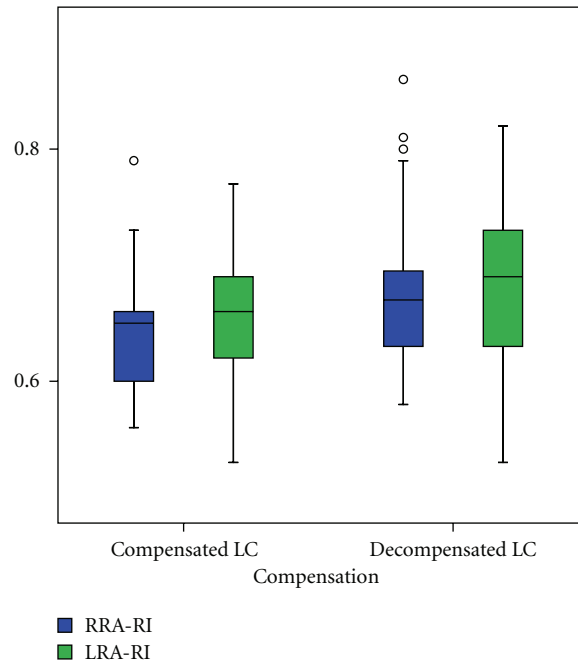 0.8
0.6
Compensated LC
Decompensated LC
Compensation
RRA-RI
LRA-RI